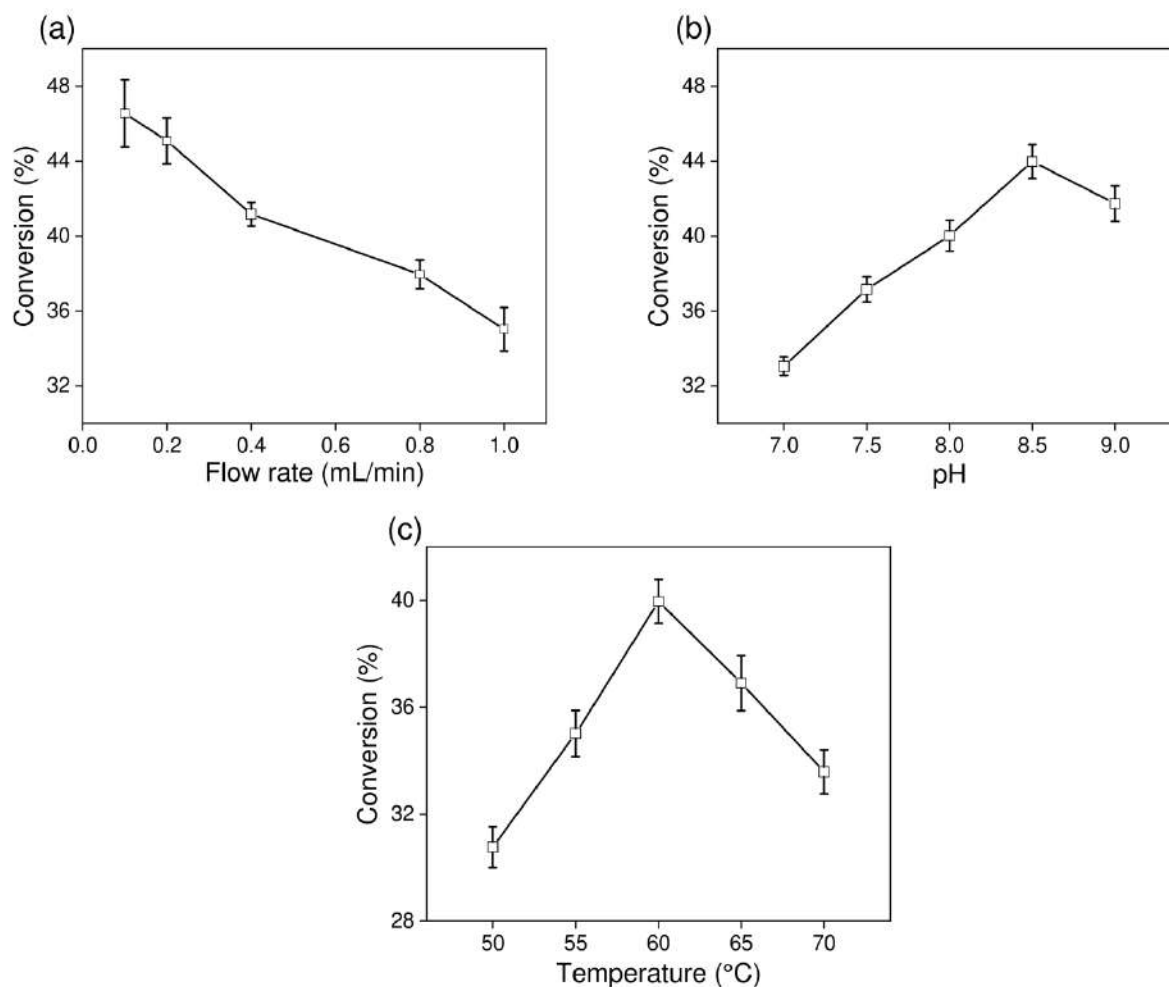 (a)
48
44
40
36
32
Conversion (%)
0.0 0.2 0.4 0.6 0.8 1.0
Flow rate (mL/min)
(b)
48
44
40
36
32
Conversion (%)
7.0 7.5 8.0 8.5 9.0
pH
(c)
40
36
32
28
Conversion (%)
50 55 60 65 70
Temperature (°C)